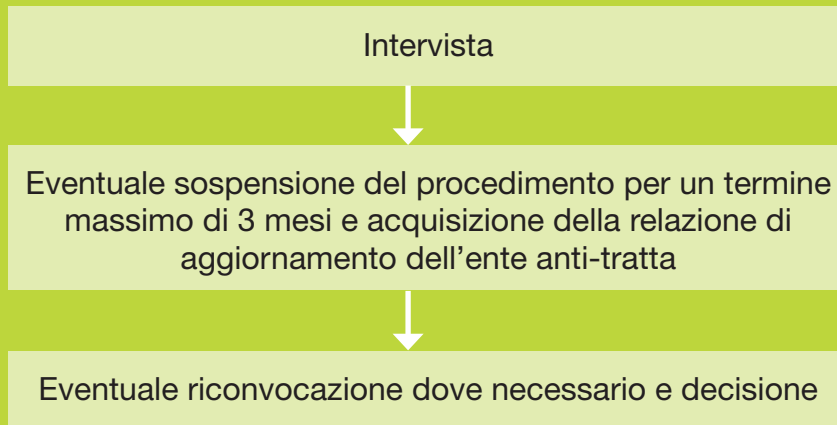 Intervista
Eventuale sospensione del procedimento per un termine
massimo di 3 mesi e acquisizione della relazione di
aggiornamento dell’ente anti-tratta
Eventuale riconvocazione dove necessario e decisione